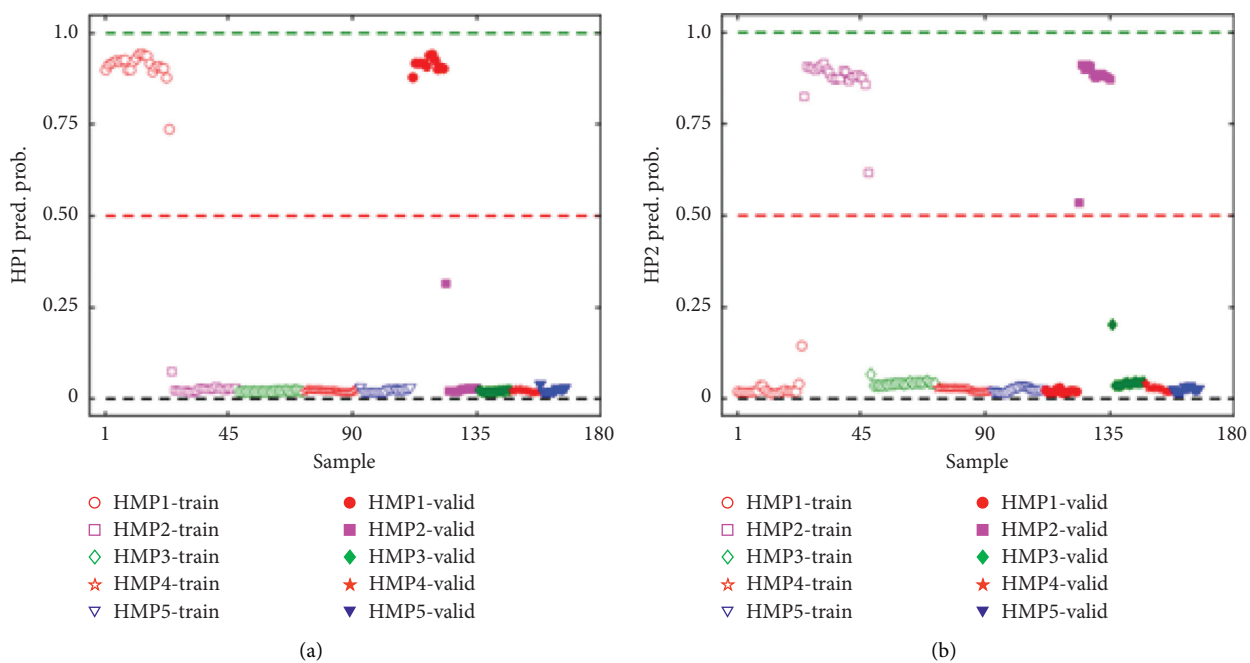 1.0
0.75
0.50
0.25
0
HP1 pred. prob.
1
45
90
135
180
Sample
HMP1-train
HMP2-train
HMP3-train
HMP4-train
HMP5-train
HMP1-valid
HMP2-valid
HMP3-valid
HMP4-valid
HMP5-valid
(a)
1.0
0.75
0.50
0.25
0
HP2 pred. prob.
1
45
90
135
180
Sample
HMP1-train
HMP2-train
HMP3-train
HMP4-train
HMP5-train
HMP1-valid
HMP2-valid
HMP3-valid
HMP4-valid
HMP5-valid
(b)